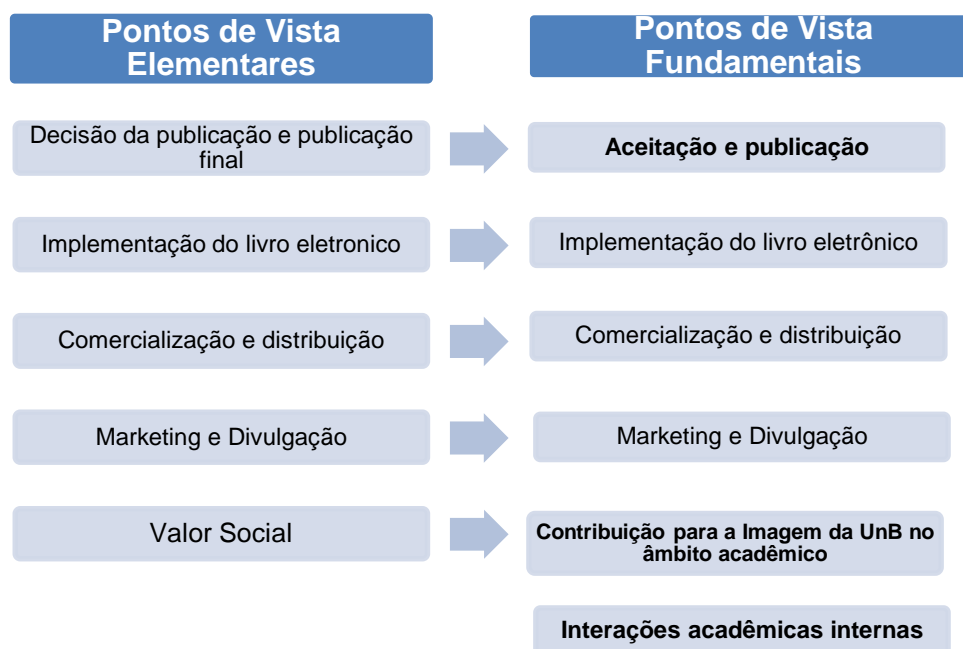 Pontos de Vista
Elementares
Pontos de Vista
Fundamentais
Decisão da publicação e publicação
final
Aceitação e publicação
Implementação do livro eletronico
Implementação do livro eletrônico
Comercialização e distribuição
Comercialização e distribuição
Marketing e Divulgação
Marketing e Divulgação
Valor Social
Contribuição para a Imagem da UnB no
âmbito acadêmico
Interações acadêmicas internas